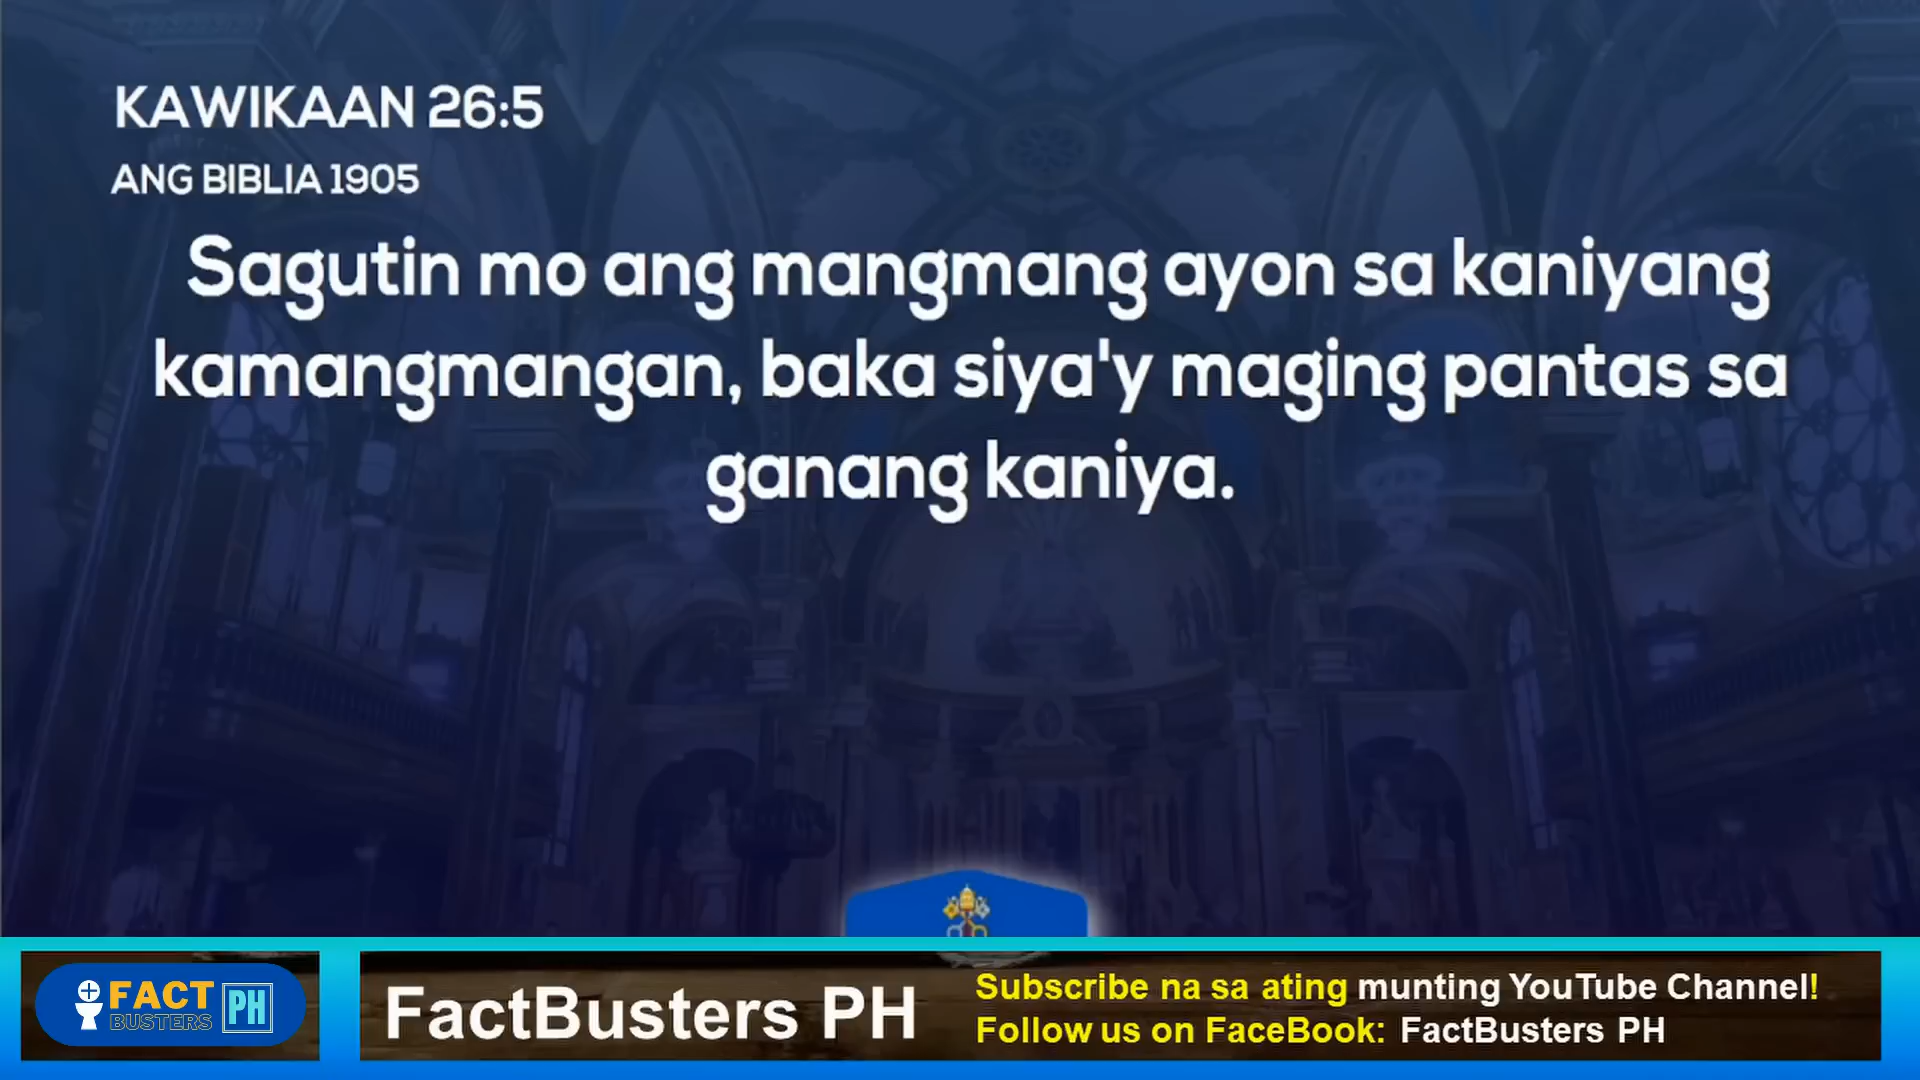 KAWIKAAN 26:5
ANG BIBLIA 1905
Sagutin mo ang mangmang ayon sa kaniyang
kamangmangan, baka siya'y maging pantas sa
ganang kaniya.
FACT
BUSTERS
PH
FactBusters PH
Subscribe na sa ating munting YouTube Channel!
Follow us on FaceBook: FactBusters PH